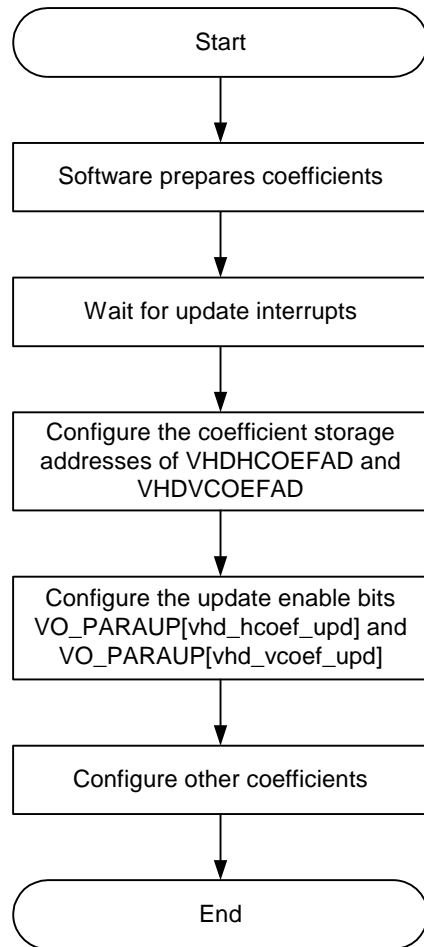 Start
Software prepares coefficients
Wait for update interrupts
Configure the coefficient storage
addresses of VHDHCOEFAD and
VHDVCOEFAD
Configure the update enable bits
VO_PARAUP[vhd_hcoef_upd] and
VO_PARAUP[vhd_vcoef_upd]
Configure other coefficients
End